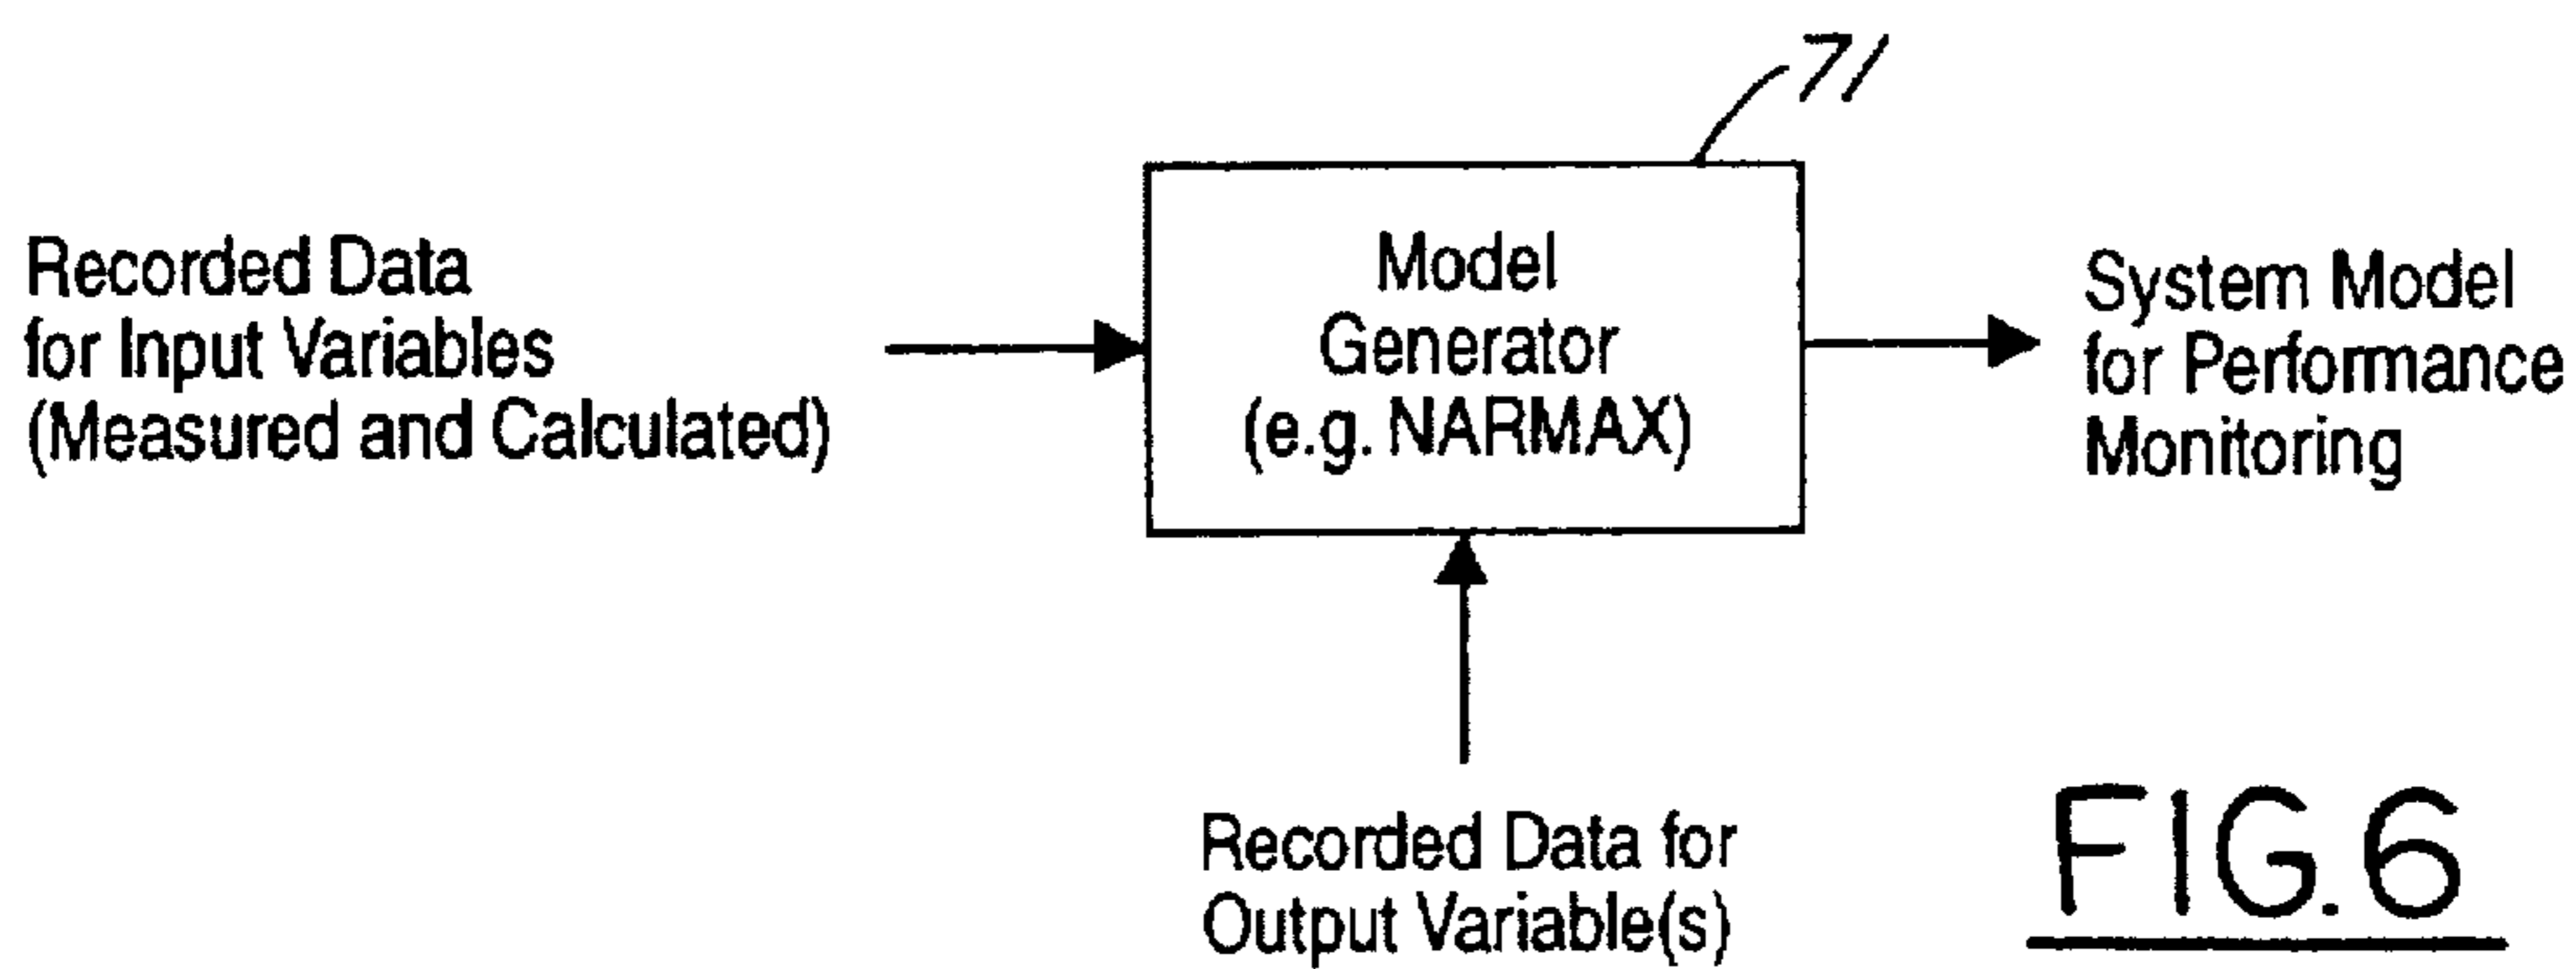 71
Recorded Data
for Input Variables
(Measured and Calculated)
Model
Generator
(e.g. NARMAX)
System Model
for Performance
Monitoring
Recorded Data for
Output Variable(s)
FIG. 6